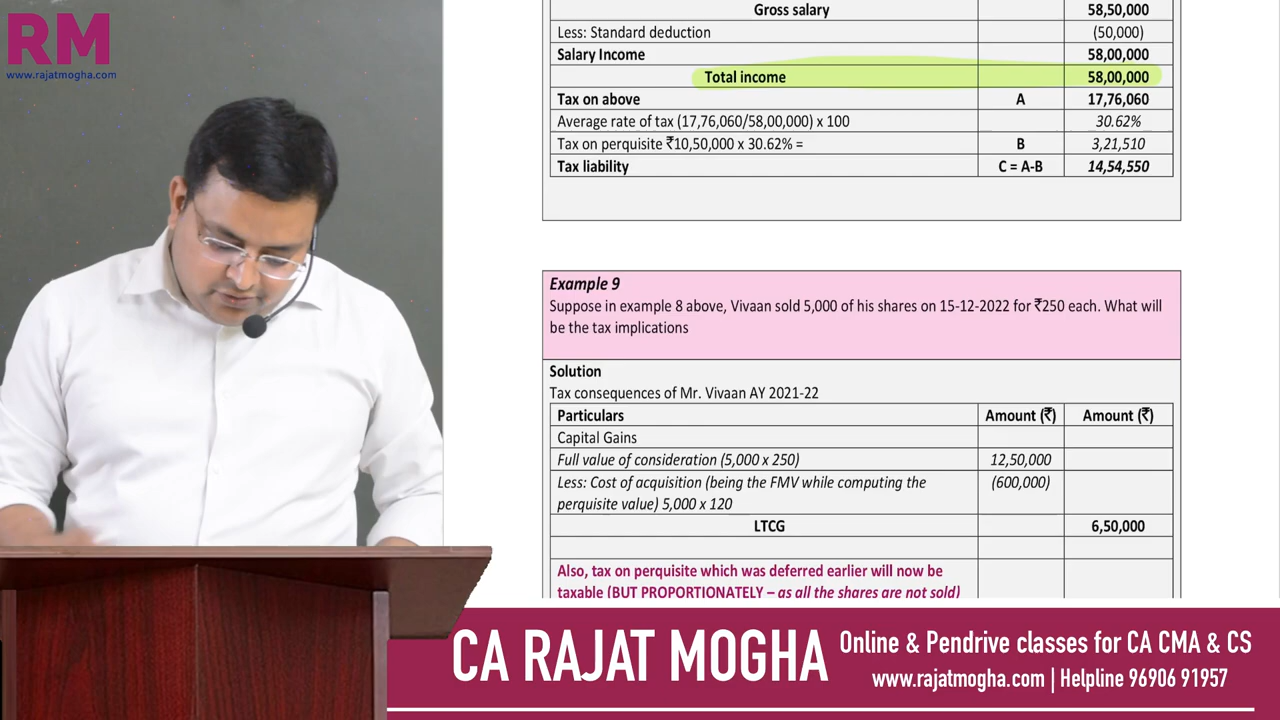 RM
www.rajatmogha.com
Gross salary 58,50,000
Less: Standard deduction (50,000)
Salary Income 58,00,000
Total income 58,00,000
Tax on above A 17,76,060
Average rate of tax (17,76,060/58,00,000) x 100 30.62%
Tax on perquisite ₹10,50,000 x 30.62% = B 3,21,510
Tax liability C = A-B 14,54,550
Example 9
Suppose in example 8 above, Vivaan sold 5,000 of his shares on 15-12-2022 for ₹250 each. What will
be the tax implications
Solution
Tax consequences of Mr. Vivaan AY 2021-22
Particulars Amount (₹) Amount (₹)
Capital Gains
Full value of consideration (5,000 x 250) 12,50,000
Less: Cost of acquisition (being the FMV while computing the (600,000)
perquisite value) 5,000 x 120
LTCG 6,50,000
Also, tax on perquisite which was deferred earlier will now be
taxable (BUT PROPORTIONATELY – as all the shares are not sold)
CA RAJAT MOGHA
Online & Pendrive classes for CA CMA & CS
www.rajatmogha.com | Helpline 96906 91957